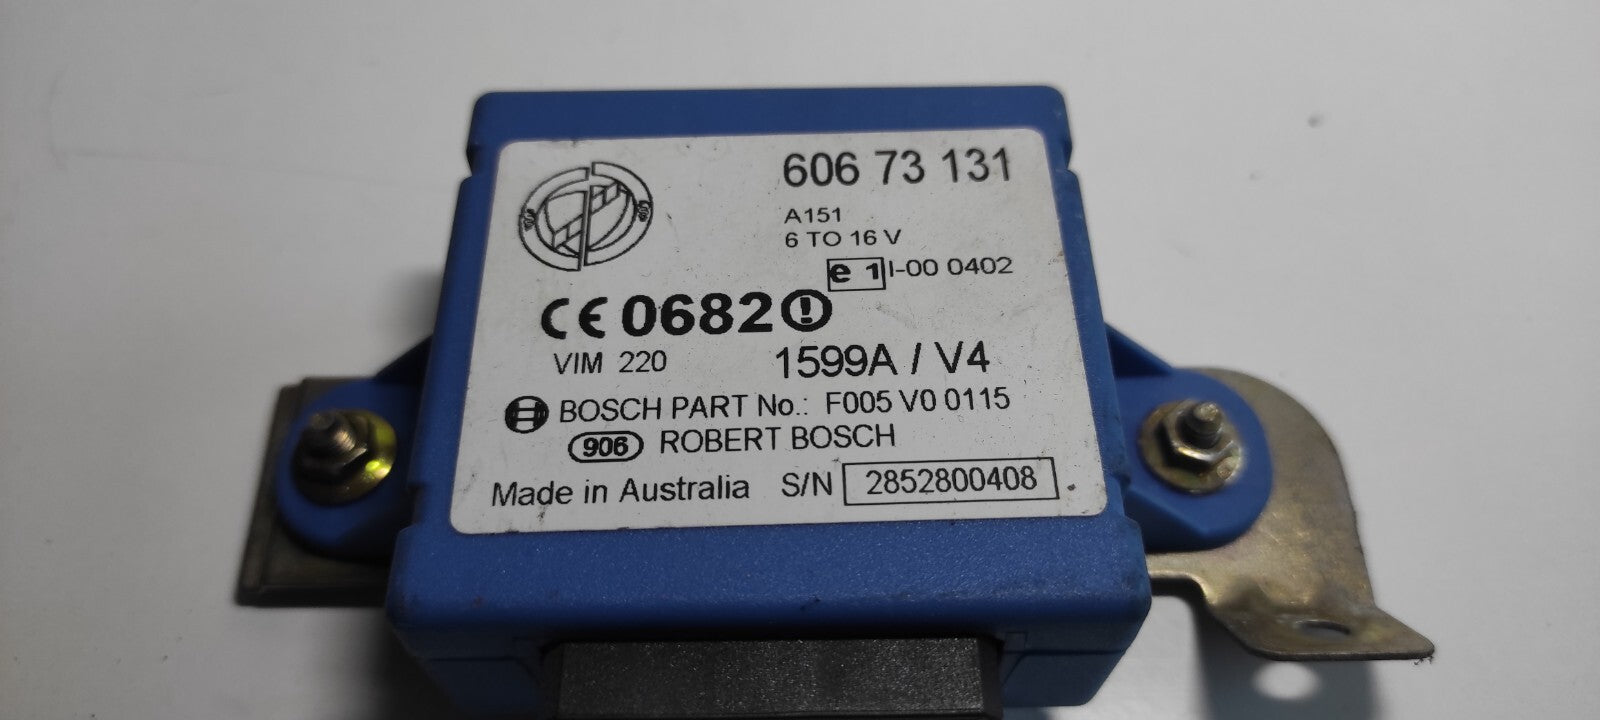 606 73 131
A151
6 TO 16 V
e 1 I-00 0402
CE 0682 !
VIM 220 1599A / V4
BOSCH PART No.: F005 V0 0115
906 ROBERT BOSCH
Made in Australia S/N 2852800408